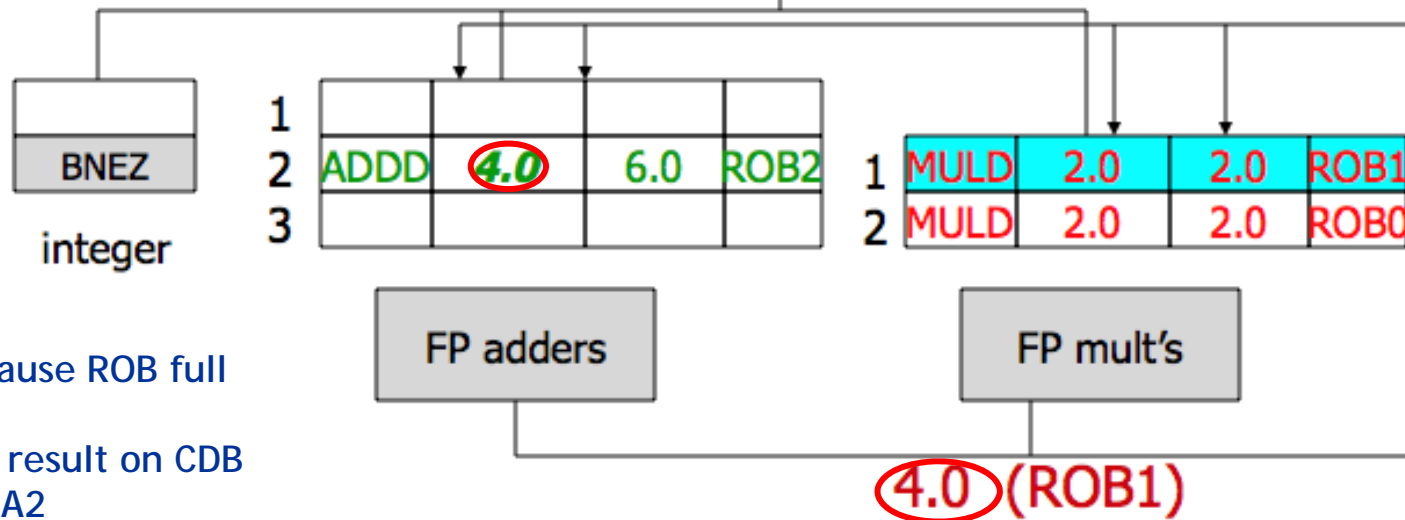 1
BNEZ
2 ADDD 4.0 6.0 ROB2
1 MULD 2.0 2.0 ROB1
integer
3
2 MULD 2.0 2.0 ROB0
FP adders
FP mult's
ause ROB full
result on CDB
A2
4.0 (ROB1)